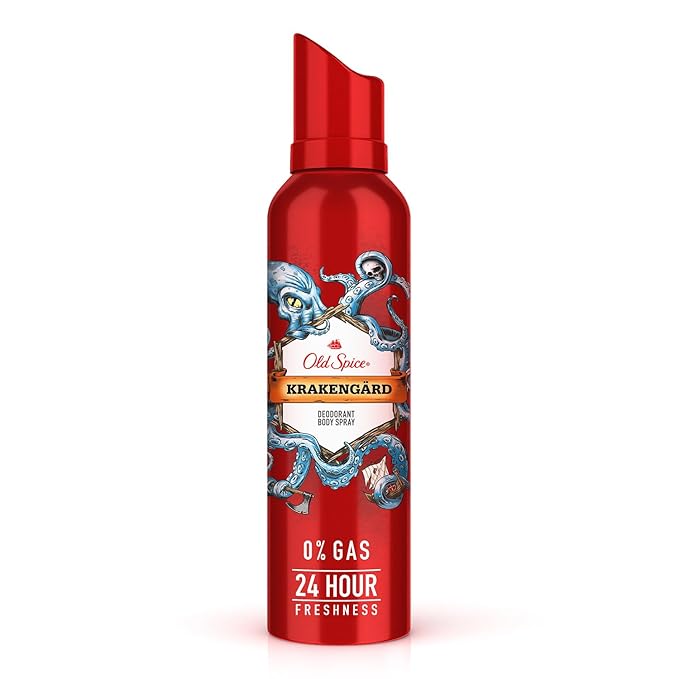 Old Spice®
KRAKENGÄRD
DEODORANT
BODY SPRAY
0% GAS
24 HOUR
FRESHNESS